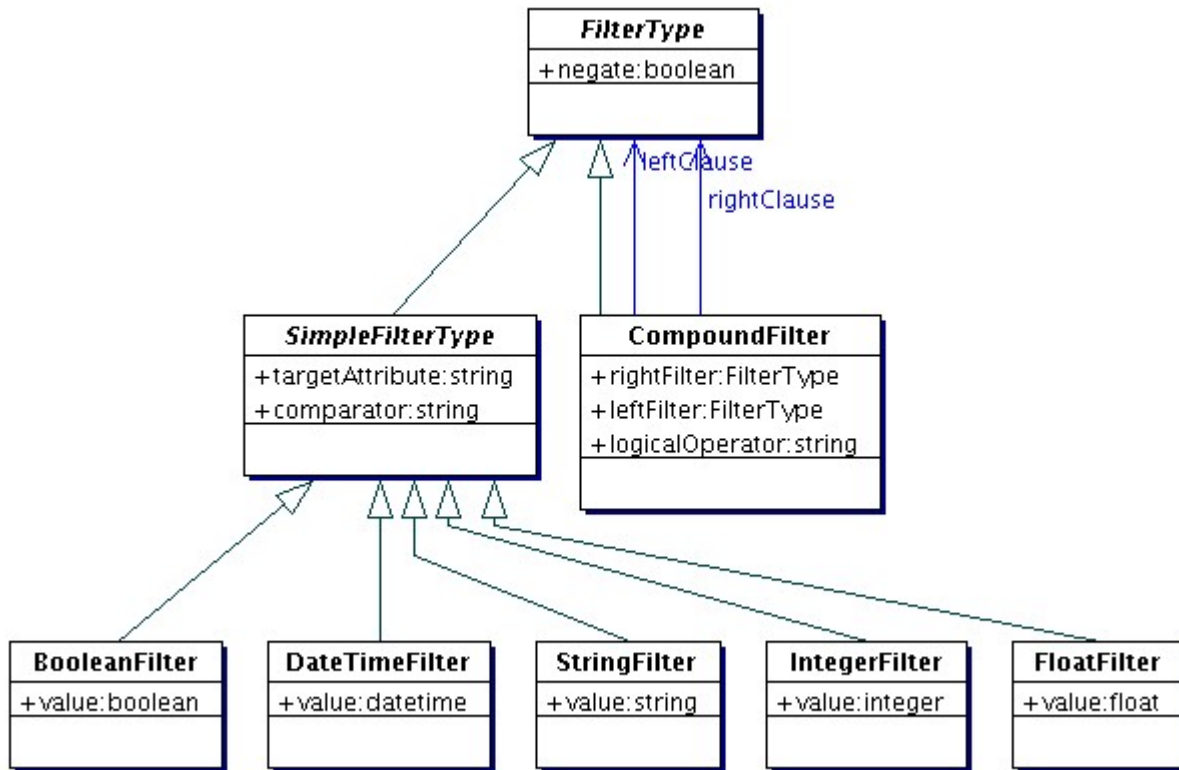 FilterType
+negate:boolean
leftClause
rightClause
SimpleFilterType
+targetAttribute:string
+comparator:string
CompoundFilter
+rightFilter:FilterType
+leftFilter:FilterType
+logicalOperator:string
BooleanFilter
+value:boolean
DateTimeFilter
+value:datetime
StringFilter
+value:string
IntegerFilter
+value:integer
FloatFilter
+value:float